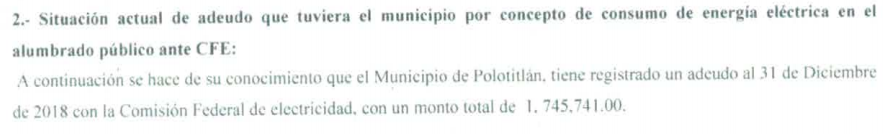 2.- Situación actual de adeudo que tuviera el municipio por concepto de consumo de energía eléctrica en el
alumbrado público ante CFE:
A continuación se hace de su conocimiento que el Municipio de Polotitlán, tiene registrado un adeudo al 31 de Diciembre
de 2018 con la Comisión Federal de electricidad, con un monto total de 1, 745,741.00.